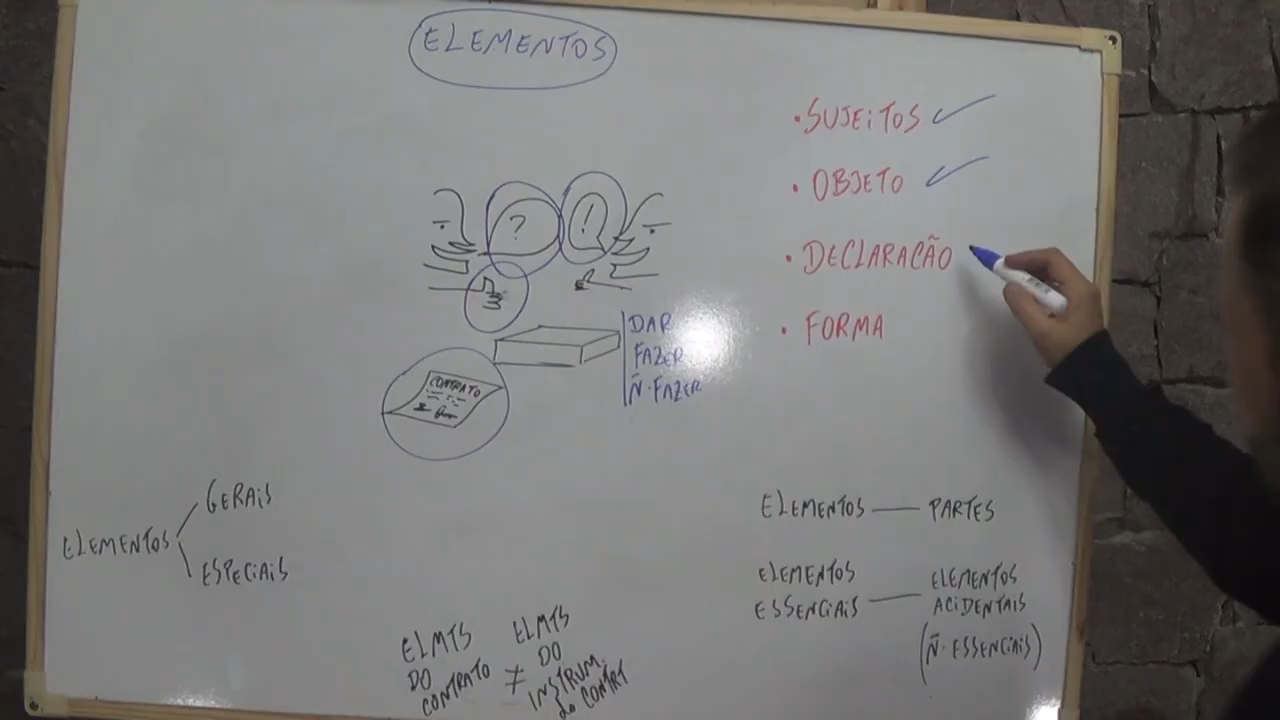 ELEMENTOS
• SUJEITOS
• OBJETO
• DECLARAÇÃO
• FORMA
?
!
DAR
FAZER
Ñ·FAZER
CONTRATO
ELEMENTOS
GERAIS
ESPECIAIS
ELEMENTOS — PARTES
ELEMENTOS
ESSENCIAIS
ELEMENTOS
ACIDENTAIS
(Ñ·ESSENCIAIS)
ELMTS
DO
CONTRATO
≠
ELMTS
DO
INSTRUM.
do CONTRT